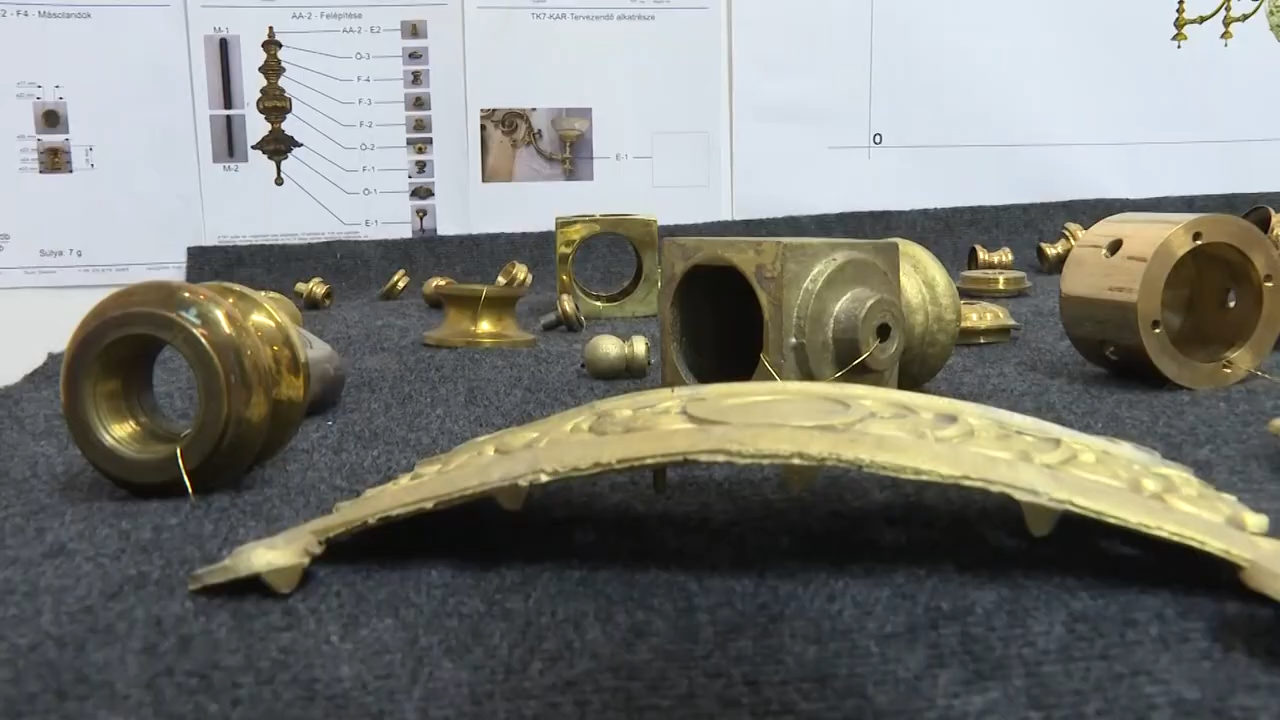 2 - F4 - Másolandók
Súlya: 7 g
AA-2 - Felépítése
M-1
M-2
AA-2 - E2
O-3
F-4
F-3
F-2
O-2
F-1
O-1
E-1
TK7-KAR-Tervezendő alkatrésze
E-1
0